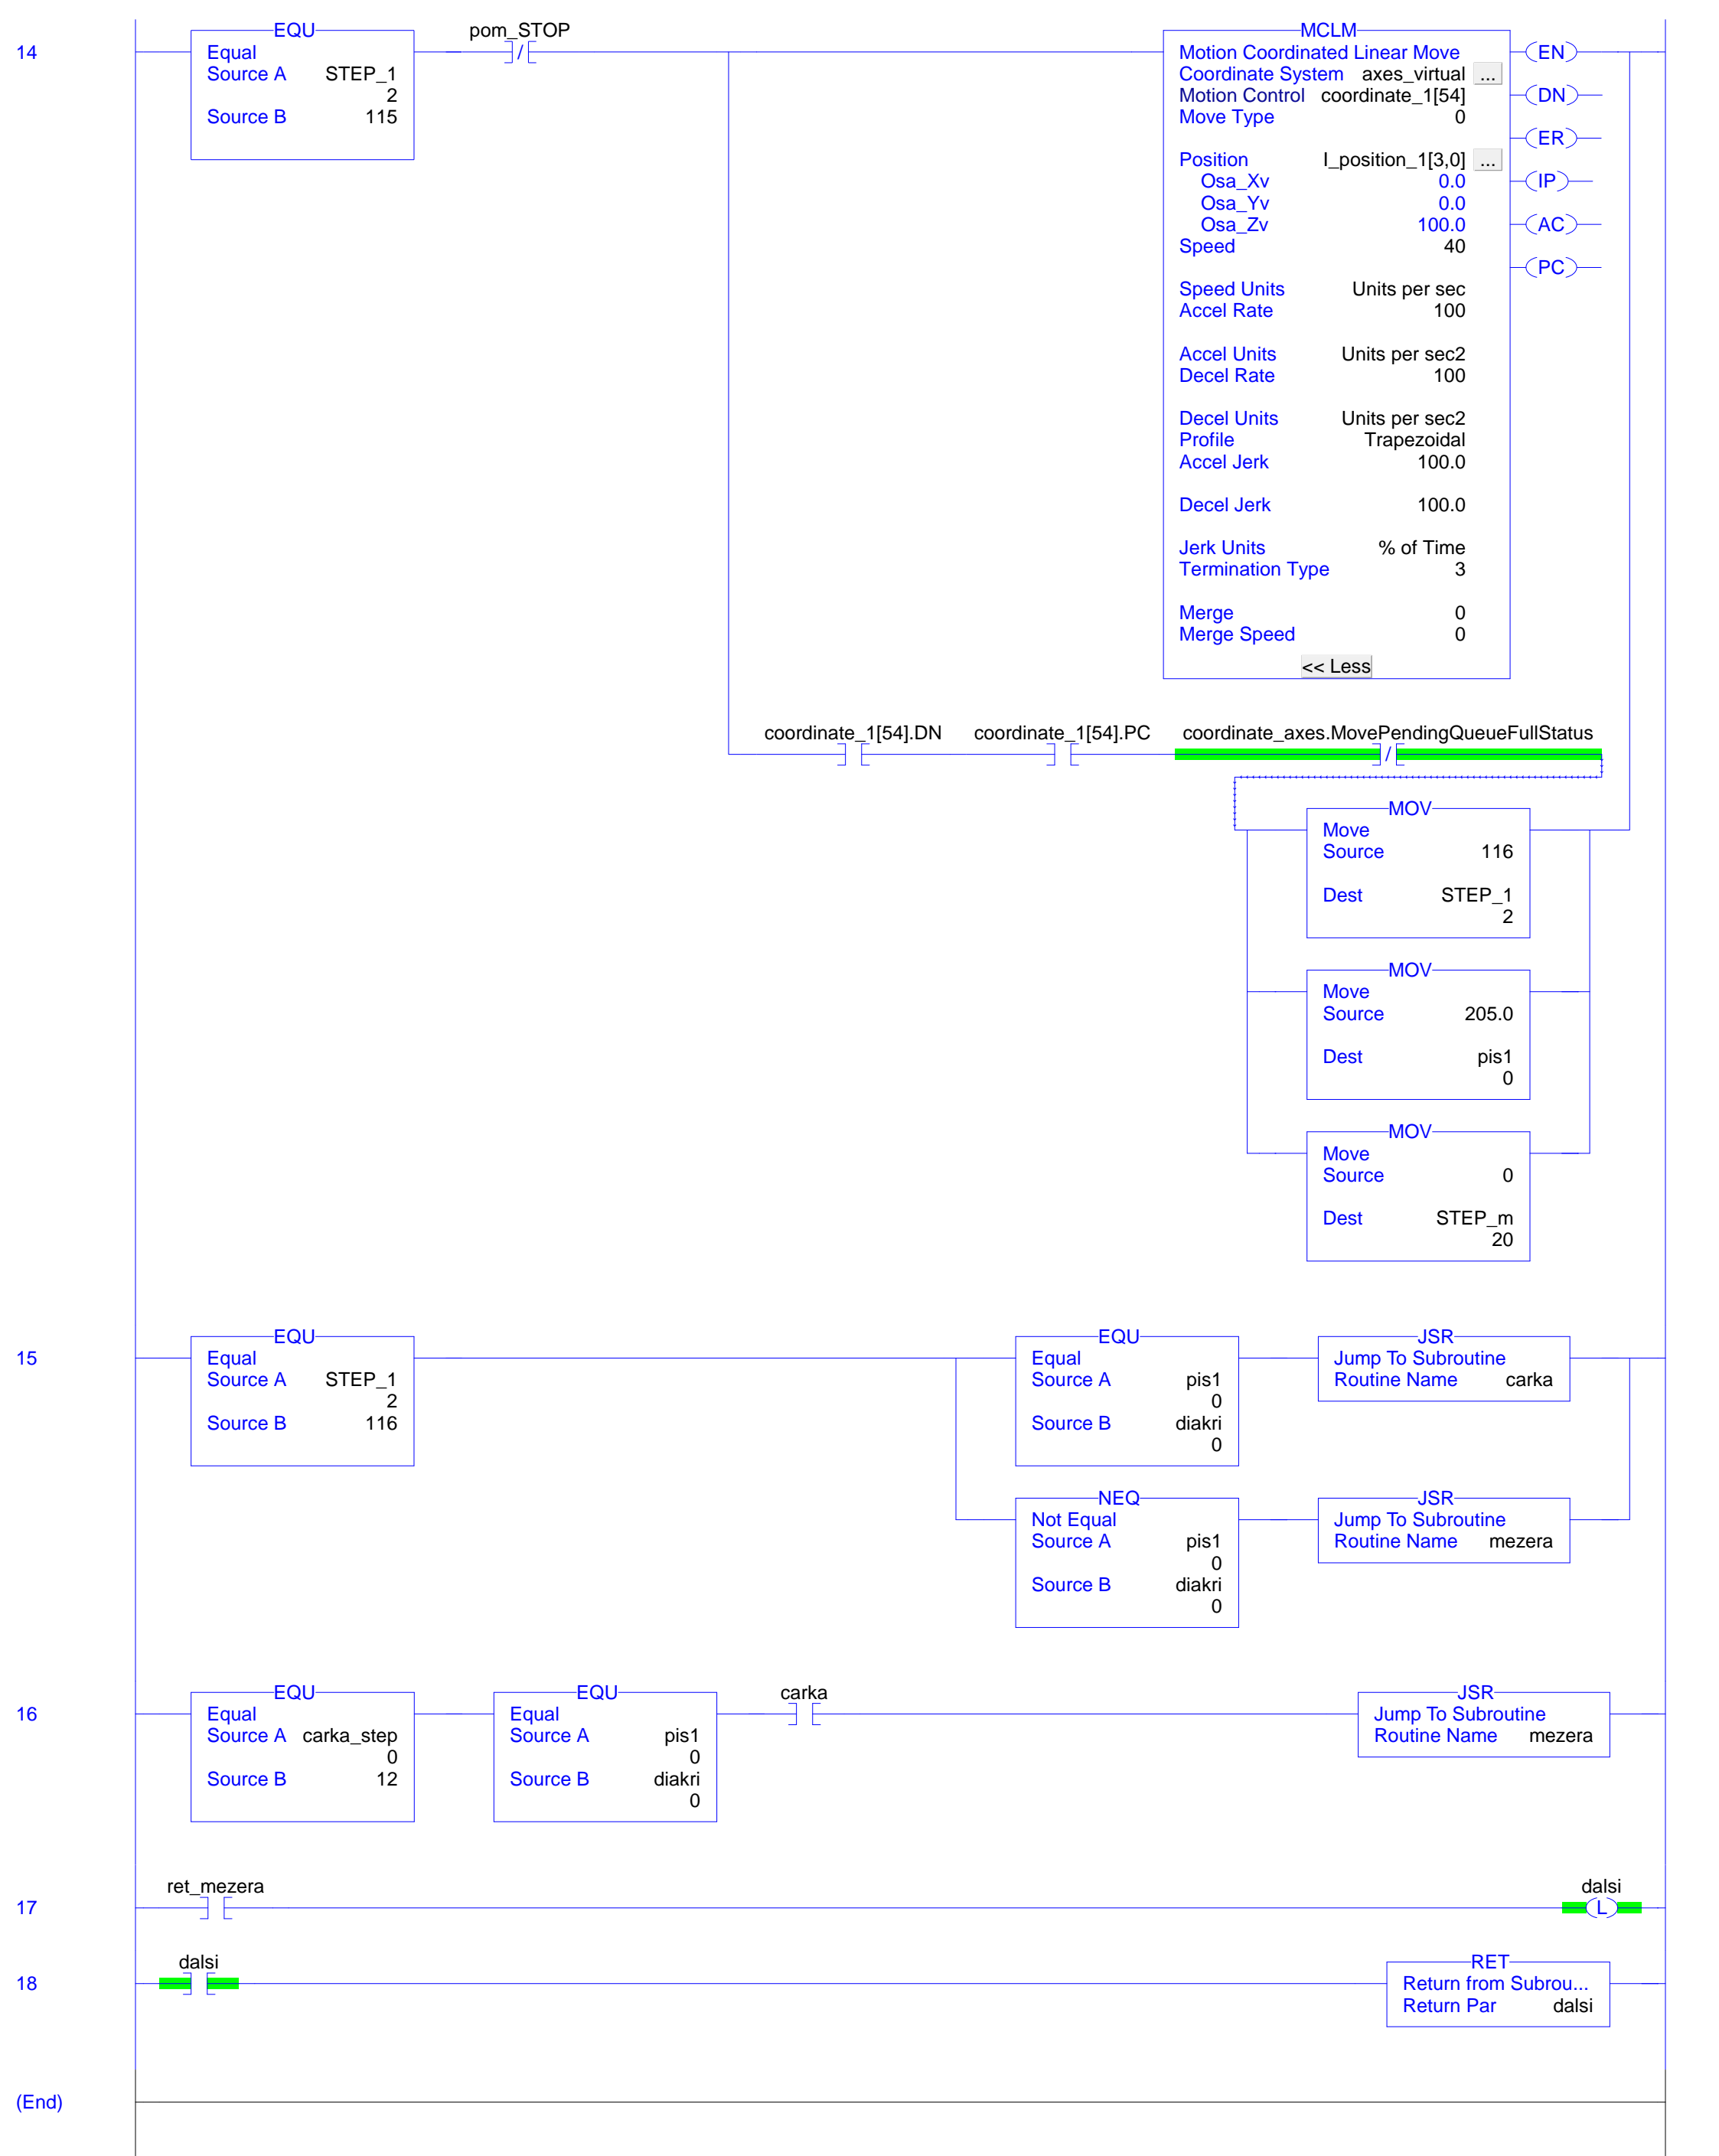 14
EQU
Equal
Source A STEP_1
2
Source B 115
pom_STOP
/
MCLM
Motion Coordinated Linear Move
Coordinate System axes_virtual ...
Motion Control coordinate_1[54]
Move Type 0
Position I_position_1[3,0] ...
Osa_Xv 0.0
Osa_Yv 0.0
Osa_Zv 100.0
Speed 40
Speed Units Units per sec
Accel Rate 100
Accel Units Units per sec2
Decel Rate 100
Decel Units Units per sec2
Profile Trapezoidal
Accel Jerk 100.0
Decel Jerk 100.0
Jerk Units % of Time
Termination Type 3
Merge 0
Merge Speed 0
<< Less
EN
DN
ER
IP
AC
PC
coordinate_1[54].DN
coordinate_1[54].PC
coordinate_axes.MovePendingQueueFullStatus
/
MOV
Move
Source 116
Dest STEP_1
2
MOV
Move
Source 205.0
Dest pis1
0
MOV
Move
Source 0
Dest STEP_m
20
15
EQU
Equal
Source A STEP_1
2
Source B 116
EQU
Equal
Source A pis1
0
Source B diakri
0
JSR
Jump To Subroutine
Routine Name carka
NEQ
Not Equal
Source A pis1
0
Source B diakri
0
JSR
Jump To Subroutine
Routine Name mezera
16
EQU
Equal
Source A carka_step
0
Source B 12
EQU
Equal
Source A pis1
0
Source B diakri
0
carka
JSR
Jump To Subroutine
Routine Name mezera
17
ret_mezera
dalsi
L
18
dalsi
RET
Return from Subrou...
Return Par dalsi
(End)